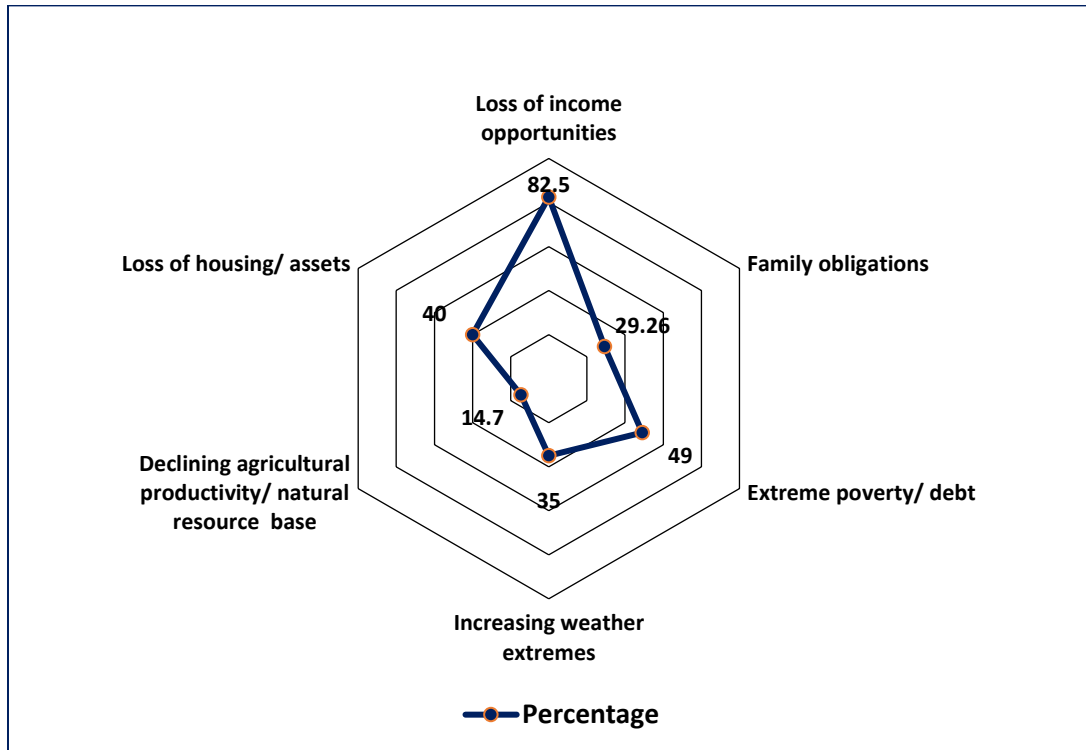 Loss of income
opportunities
82.5
Loss of housing/ assets
Family obligations
40
29.26
14.7
49
Declining agricultural
productivity/ natural
resource base
Extreme poverty/ debt
35
Increasing weather
extremes
Percentage